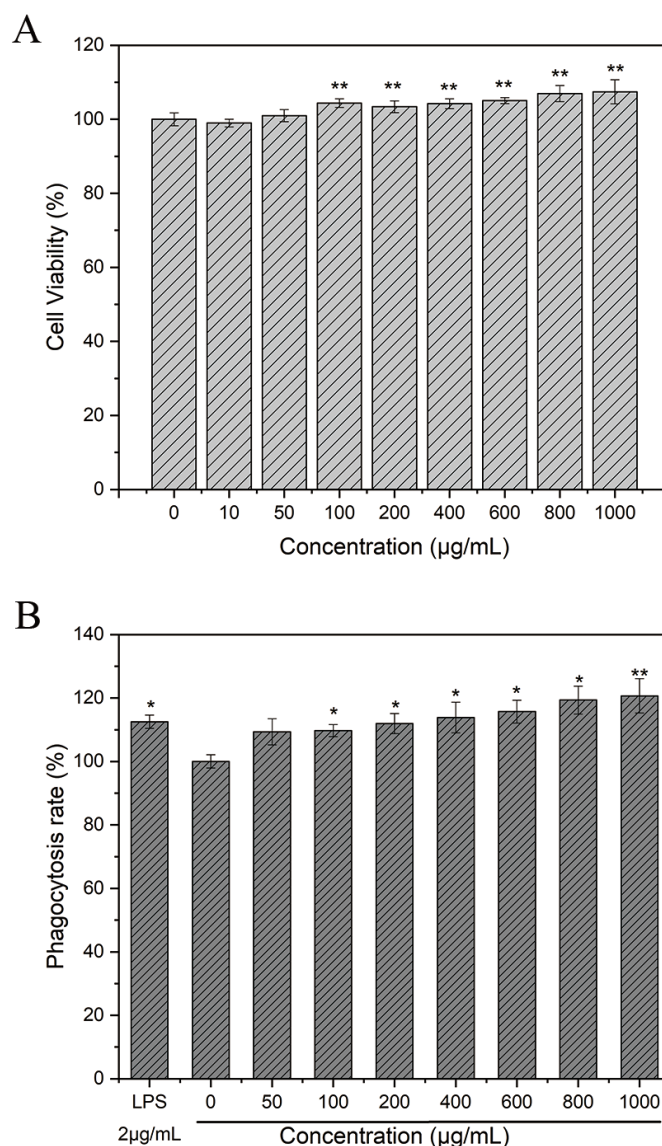 A
120
100
80
60
40
20
0
Cell Viability (%)
** ** ** ** ** **
0 10 50 100 200 400 600 800 1000
Concentration (μg/mL)
B
140
120
100
80
60
40
20
0
Phagocytosis rate (%)
* * * * * * **
LPS 0 50 100 200 400 600 800 1000
2μg/mL Concentration (μg/mL)